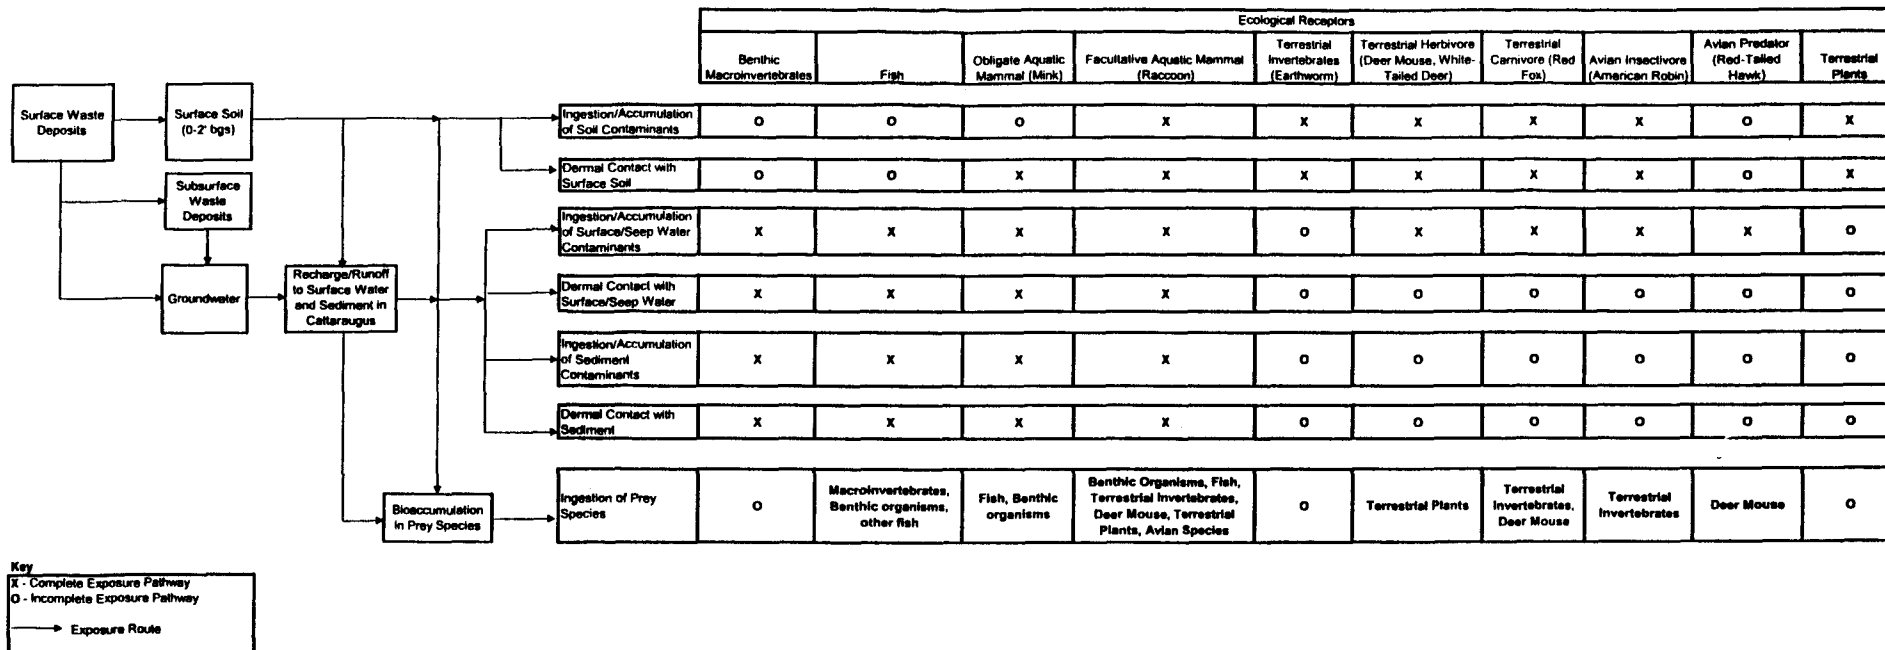 Ecological Receptors
Benthic
Macroinvertebrates
Fish
Obligate Aquatic
Mammal (Mink)
Facultative Aquatic Mammal
(Raccoon)
Terrestrial
Invertebrates
(Earthworm)
Terrestrial Herbivore
(Deer Mouse, White-
Tailed Deer)
Terrestrial
Carnivore (Red
Fox)
Avian Insectivore
(American Robin)
Avian Predator
(Red-Tailed
Hawk)
Terrestrial
Plants
Surface Waste
Deposits
Surface Soil
(0-2' bgs)
Subsurface
Waste
Deposits
Groundwater
Recharge/Runoff
to Surface Water
and Sediment in
Cattaraugus
Bioaccumulation
in Prey Species
Ingestion/Accumulation
of Soil Contaminants
O O O X X X X X O X
Dermal Contact with
Surface Soil
O O X X X X X X O X
Ingestion/Accumulation
of Surface/Seep Water
Contaminants
X X X X O X X X X O
Dermal Contact with
Surface/Seep Water
X X X X O O O O O O
Ingestion/Accumulation
of Sediment
Contaminants
X X X X O O O O O O
Dermal Contact with
Sediment
X X X X O O O O O O
Ingestion of Prey
Species
O
Macroinvertebrates,
Benthic organisms,
other fish
Fish, Benthic
organisms
Benthic Organisms, Fish,
Terrestrial Invertebrates,
Deer Mouse, Terrestrial
Plants, Avian Species
O
Terrestrial Plants
Terrestrial
Invertebrates,
Deer Mouse
Terrestrial
Invertebrates
Deer Mouse
O
Key
X - Complete Exposure Pathway
O - Incomplete Exposure Pathway
Exposure Route